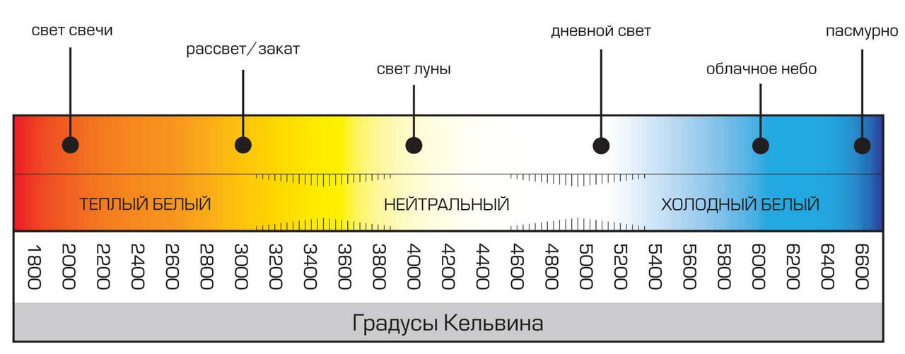 свет свечи
рассвет/закат
свет луны
дневной свет
облачное небо
пасмурно
ТЕПЛЫЙ БЕЛЫЙ
НЕЙТРАЛЬНЫЙ
ХОЛОДНЫЙ БЕЛЫЙ
1800 2000 2200 2400 2600 2800 3000 3200 3400 3600 3800 4000 4200 4400 4600 4800 5000 5200 5400 5600 5800 6000 6200 6400 6600
Градусы Кельвина